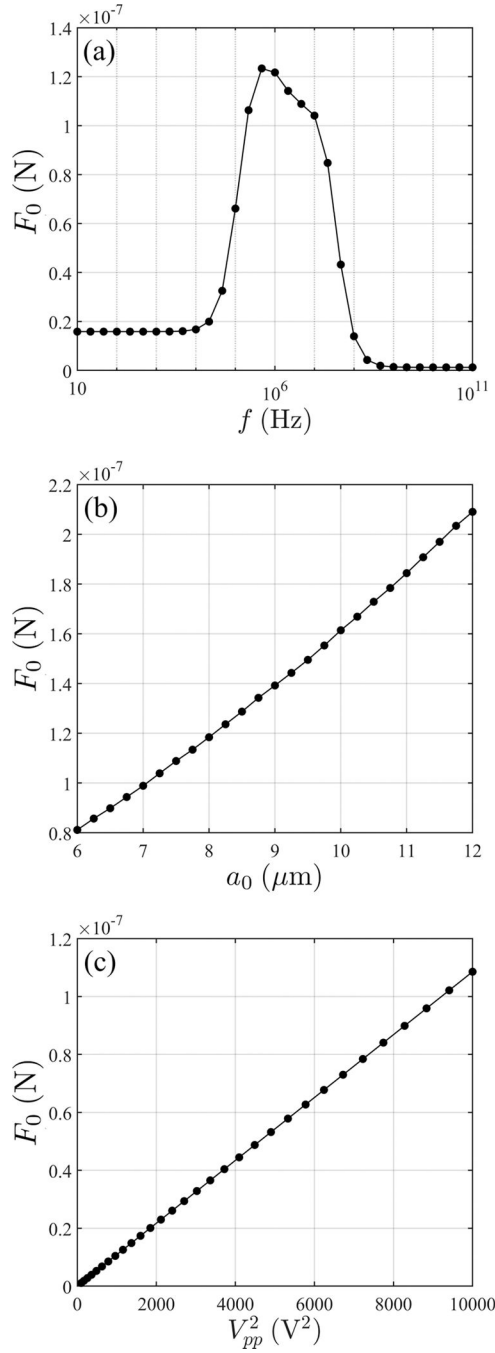 ×10⁻⁷
(a)
1.4
1.2
1
0.8
0.6
0.4
0.2
0
F₀ (N)
10 10⁶ 10¹¹
f (Hz)
×10⁻⁷
(b)
2.2
2
1.8
1.6
1.4
1.2
1
0.8
F₀ (N)
6 7 8 9 10 11 12
a₀ (μm)
×10⁻⁷
(c)
1.2
1
0.8
0.6
0.4
0.2
0
F₀ (N)
0 2000 4000 6000 8000 10000
V²pp (V²)